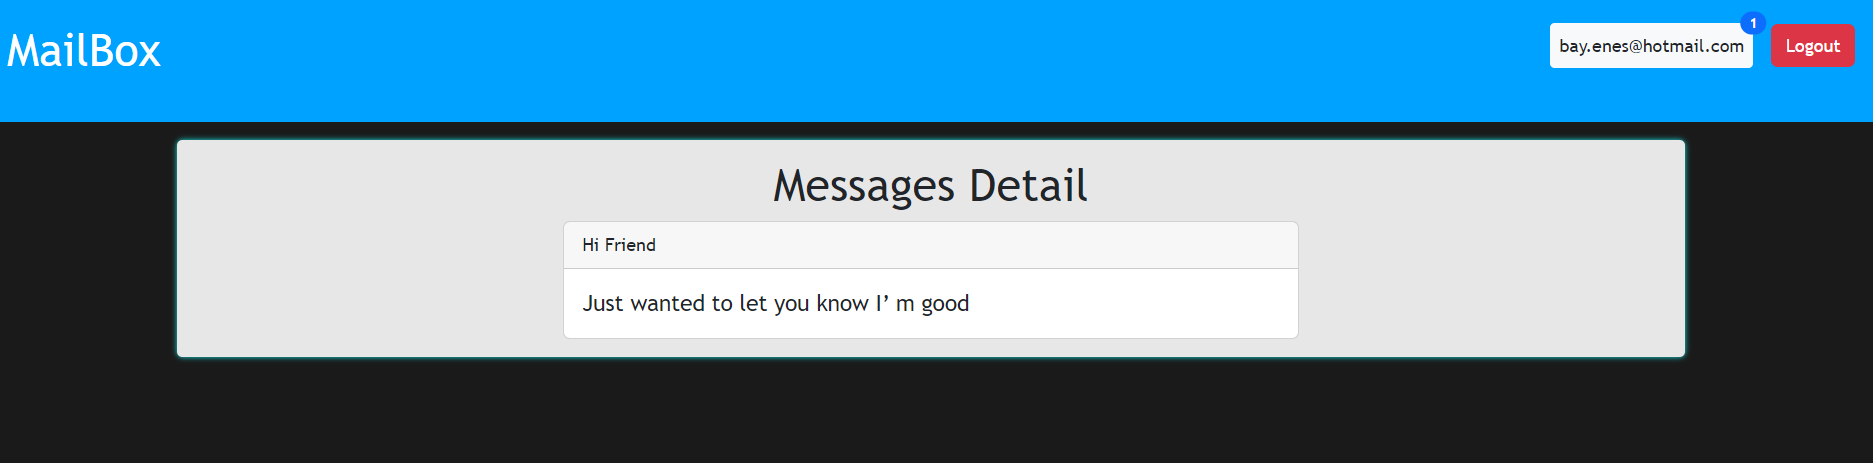 MailBox
1
bay.enes@hotmail.com
Logout
Messages Detail
Hi Friend
Just wanted to let you know I’ m good